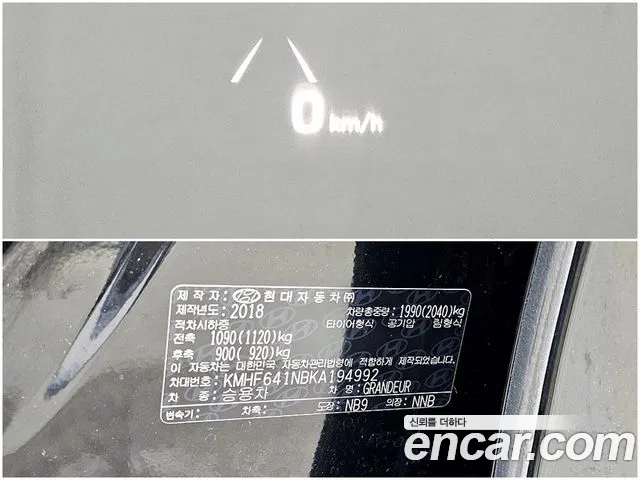 0 km/h
제 작 자 : 현대자동차㈜
제작년도: 2018 차량총중량: 1990(2040)kg
적차시하중 타이어형식 공기압 림형식
전축 1090(1120)kg
후축 900( 920)kg
이 자동차는 대한민국 자동차관리법령에 적합하게 제작되었음.
차대번호: KMHF641NBKA194992
차 종: 승용차 차 명: GRANDEUR
변속기: 차축: 도장: NB9 의장: NNB
신뢰를 더하다
encar.com